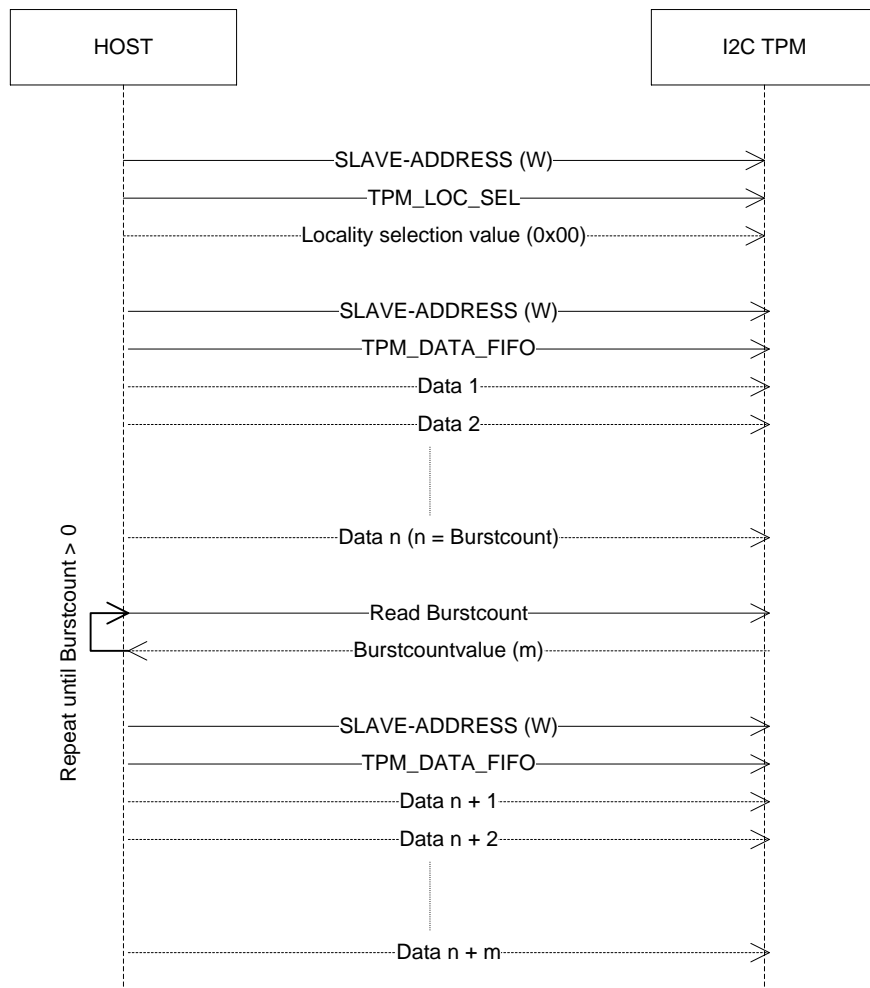 HOST
I2C TPM
SLAVE-ADDRESS (W)
TPM_LOC_SEL
Locality selection value (0x00)
SLAVE-ADDRESS (W)
TPM_DATA_FIFO
Data 1
Data 2
Data n (n = Burstcount)
Repeat until Burstcount > 0
Read Burstcount
Burstcountvalue (m)
SLAVE-ADDRESS (W)
TPM_DATA_FIFO
Data n + 1
Data n + 2
Data n + m